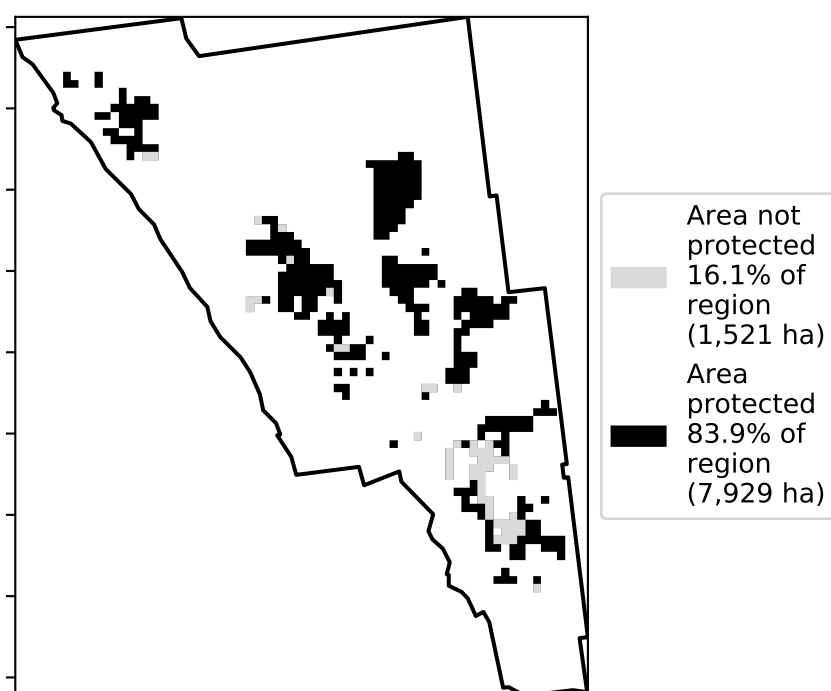 Area not
protected
16.1% of
region
(1,521 ha)
Area
protected
83.9% of
region
(7,929 ha)